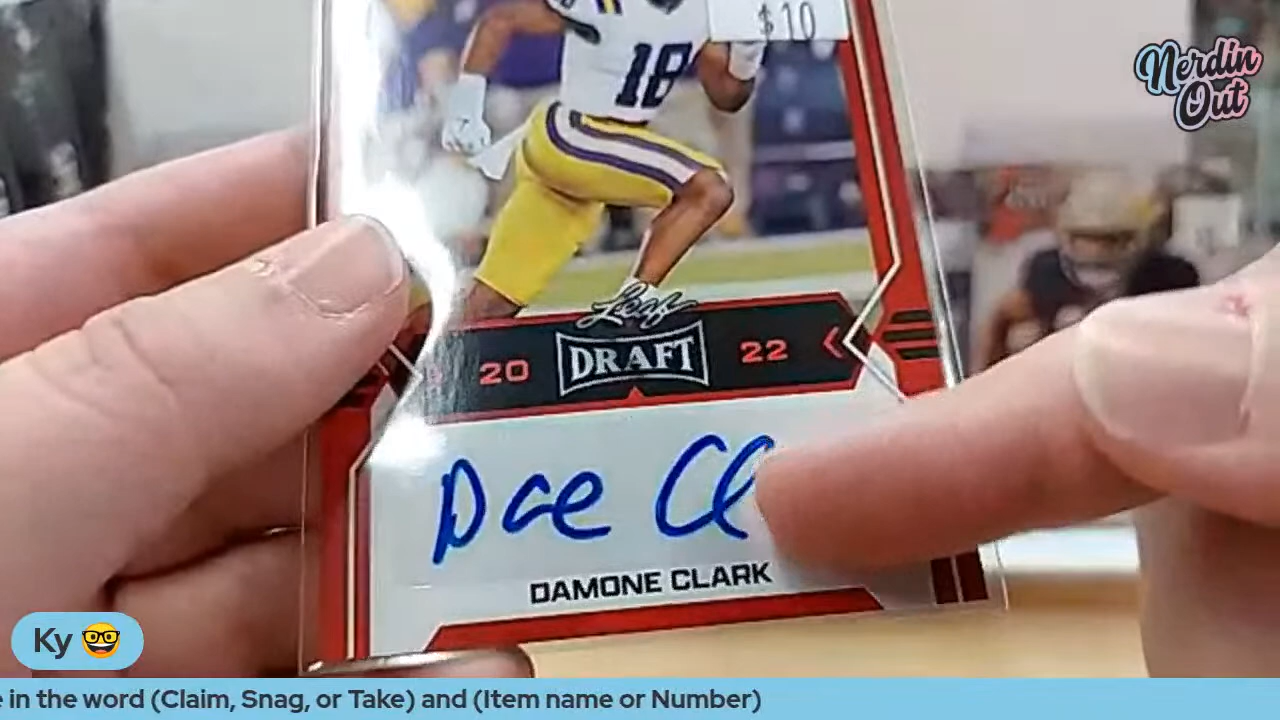 $10
Nerdin
Out
18
Leaf
20 DRAFT 22
DAMONE CLARK
Ky 🤓
in the word (Claim, Snag, or Take) and (Item name or Number)